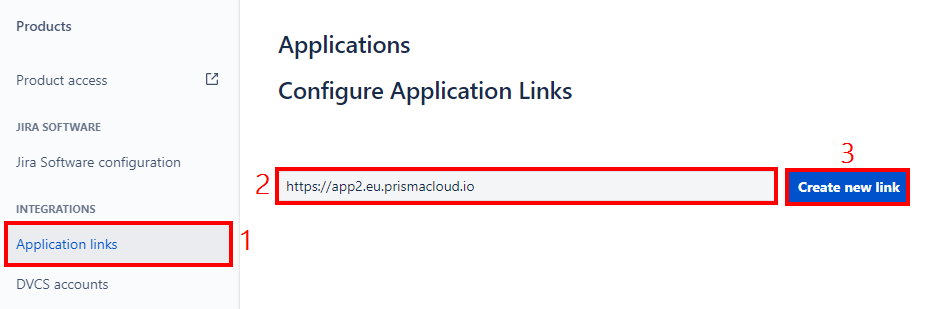 Products
Product access
JIRA SOFTWARE
Jira Software configuration
INTEGRATIONS
Application links
1
DVCS accounts
Applications
Configure Application Links
2
https://app2.eu.prismacloud.io
3
Create new link